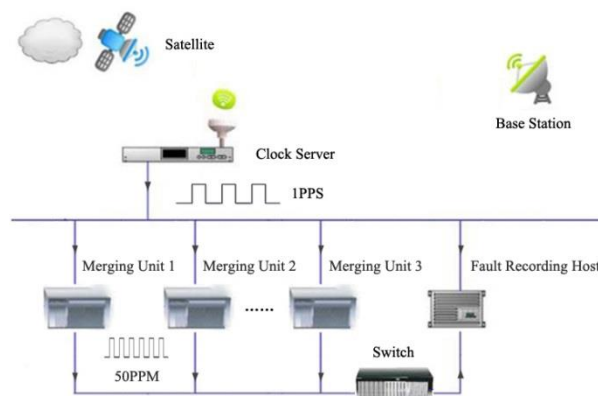 Satellite
Base Station
Clock Server
1PPS
Merging Unit 1
Merging Unit 2
Merging Unit 3
Fault Recording Host
......
50PPM
Switch